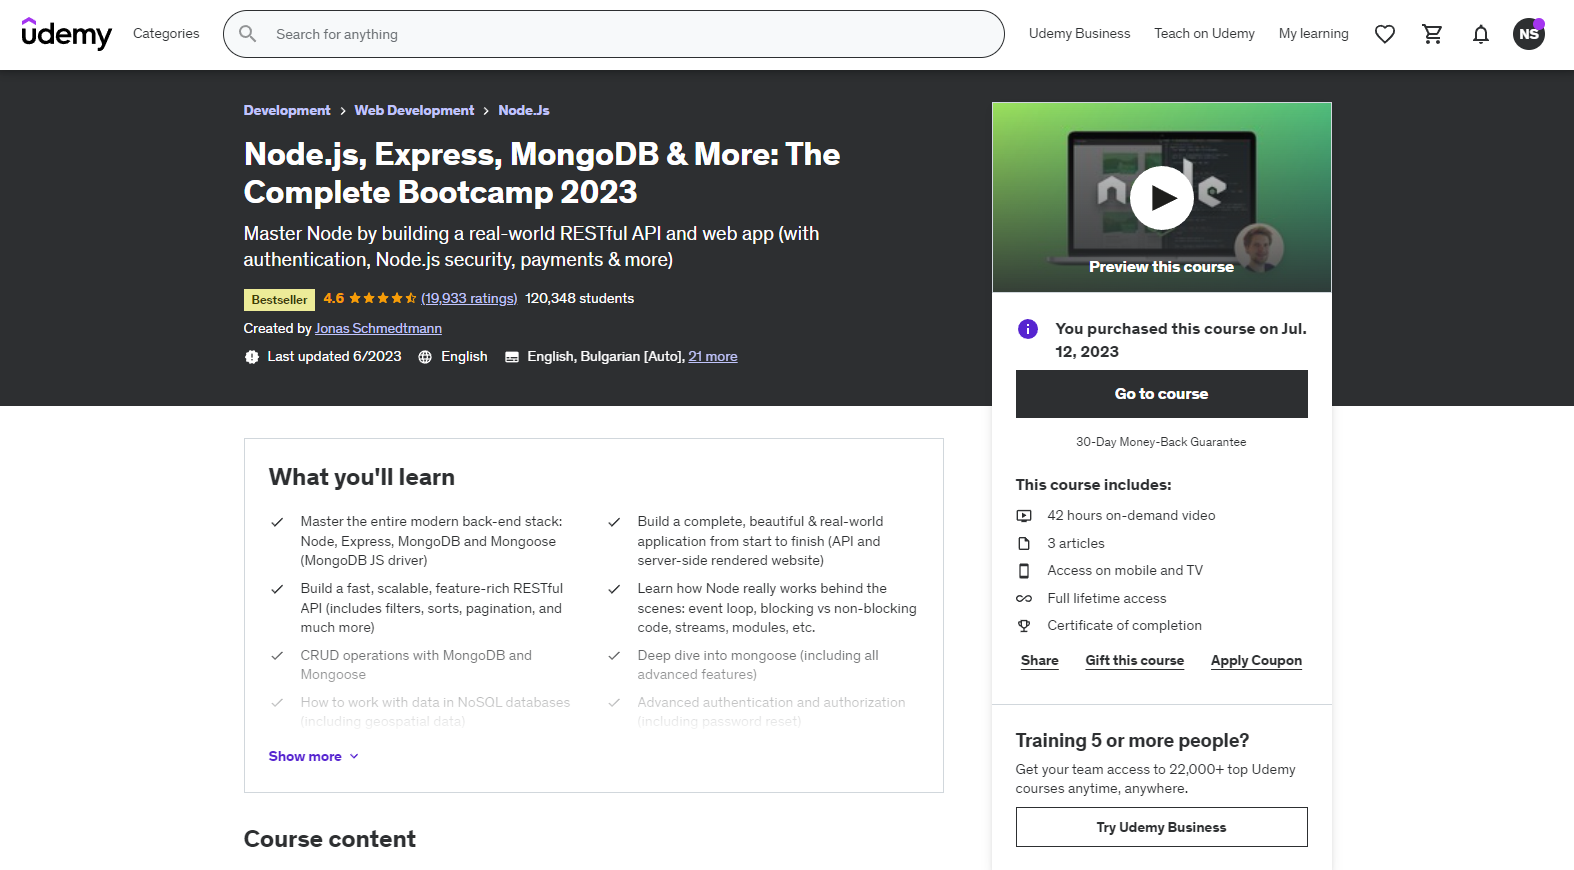 udemy
Categories
Search for anything
Udemy Business
Teach on Udemy
My learning
NS
Development > Web Development > Node.Js
Node.js, Express, MongoDB & More: The
Complete Bootcamp 2023
Master Node by building a real-world RESTful API and web app (with
authentication, Node.js security, payments & more)
Bestseller 4.6 (19,933 ratings) 120,348 students
Created by Jonas Schmedtmann
Last updated 6/2023 English English, Bulgarian [Auto], 21 more
Preview this course
You purchased this course on Jul.
12, 2023
Go to course
30-Day Money-Back Guarantee
This course includes:
42 hours on-demand video
3 articles
Access on mobile and TV
Full lifetime access
Certificate of completion
Share Gift this course Apply Coupon
Training 5 or more people?
Get your team access to 22,000+ top Udemy
courses anytime, anywhere.
Try Udemy Business
What you'll learn
Master the entire modern back-end stack:
Node, Express, MongoDB and Mongoose
(MongoDB JS driver)
Build a fast, scalable, feature-rich RESTful
API (includes filters, sorts, pagination, and
much more)
CRUD operations with MongoDB and
Mongoose
How to work with data in NoSQL databases
(including geospatial data)
Build a complete, beautiful & real-world
application from start to finish (API and
server-side rendered website)
Learn how Node really works behind the
scenes: event loop, blocking vs non-blocking
code, streams, modules, etc.
Deep dive into mongoose (including all
advanced features)
Advanced authentication and authorization
(including password reset)
Show more
Course content